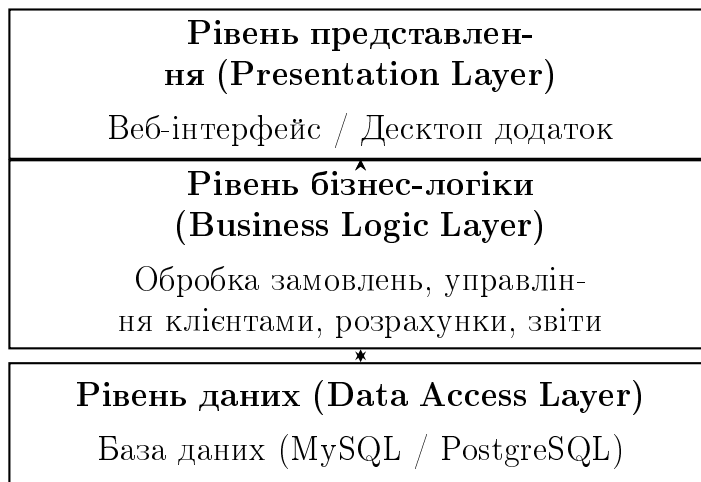 Рівень представлен-
ня (Presentation Layer)
Веб-інтерфейс / Десктоп додаток
Рівень бізнес-логіки
(Business Logic Layer)
Обробка замовлень, управлін-
ня клієнтами, розрахунки, звіти
Рівень даних (Data Access Layer)
База даних (MySQL / PostgreSQL)